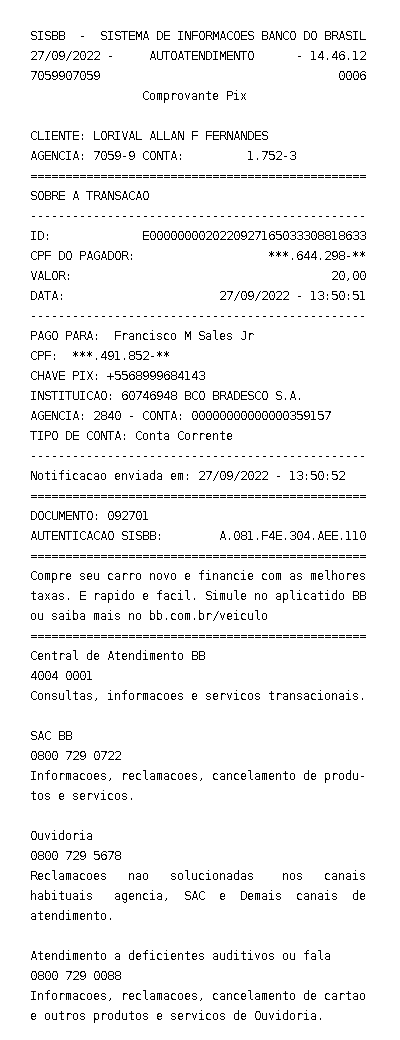 SISBB - SISTEMA DE INFORMACOES BANCO DO BRASIL
27/09/2022 - AUTOATENDIMENTO - 14.46.12
7059907059 0006
Comprovante Pix
CLIENTE: LORIVAL ALLAN F FERNANDES
AGENCIA: 7059-9 CONTA: 1.752-3
================================================
SOBRE A TRANSACAO
------------------------------------------------
ID: E0000000020220927165033308818633
CPF DO PAGADOR: ***.644.298-**
VALOR: 20,00
DATA: 27/09/2022 - 13:50:51
------------------------------------------------
PAGO PARA: Francisco M Sales Jr
CPF: ***.491.852-**
CHAVE PIX: +5568999684143
INSTITUICAO: 60746948 BCO BRADESCO S.A.
AGENCIA: 2840 - CONTA: 00000000000000359157
TIPO DE CONTA: Conta Corrente
------------------------------------------------
Notificacao enviada em: 27/09/2022 - 13:50:52
================================================
DOCUMENTO: 092701
AUTENTICACAO SISBB: A.081.F4E.304.AEE.110
================================================
Compre seu carro novo e financie com as melhores
taxas. E rapido e facil. Simule no aplicatido BB
ou saiba mais no bb.com.br/veiculo
================================================
Central de Atendimento BB
4004 0001
Consultas, informacoes e servicos transacionais.
SAC BB
0800 729 0722
Informacoes, reclamacoes, cancelamento de produ-
tos e servicos.
Ouvidoria
0800 729 5678
Reclamacoes nao solucionadas nos canais
habituais agencia, SAC e Demais canais de
atendimento.
Atendimento a deficientes auditivos ou fala
0800 729 0088
Informacoes, reclamacoes, cancelamento de cartao
e outros produtos e servicos de Ouvidoria.